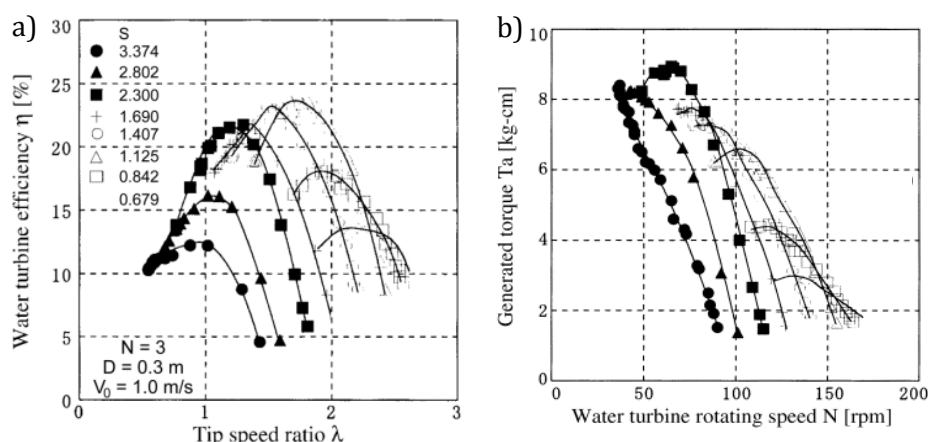 a)
Water turbine efficiency η [%]
30
25
20
15
10
5
0
S
3.374
2.802
2.300
1.690
1.407
1.125
0.842
0.679
N = 3
D = 0.3 m
V₀ = 1.0 m/s
0 1 2 3
Tip speed ratio λ
b)
Generated torque Ta [kg-cm]
10
8
6
4
2
0
0 50 100 150 200
Water turbine rotating speed N [rpm]